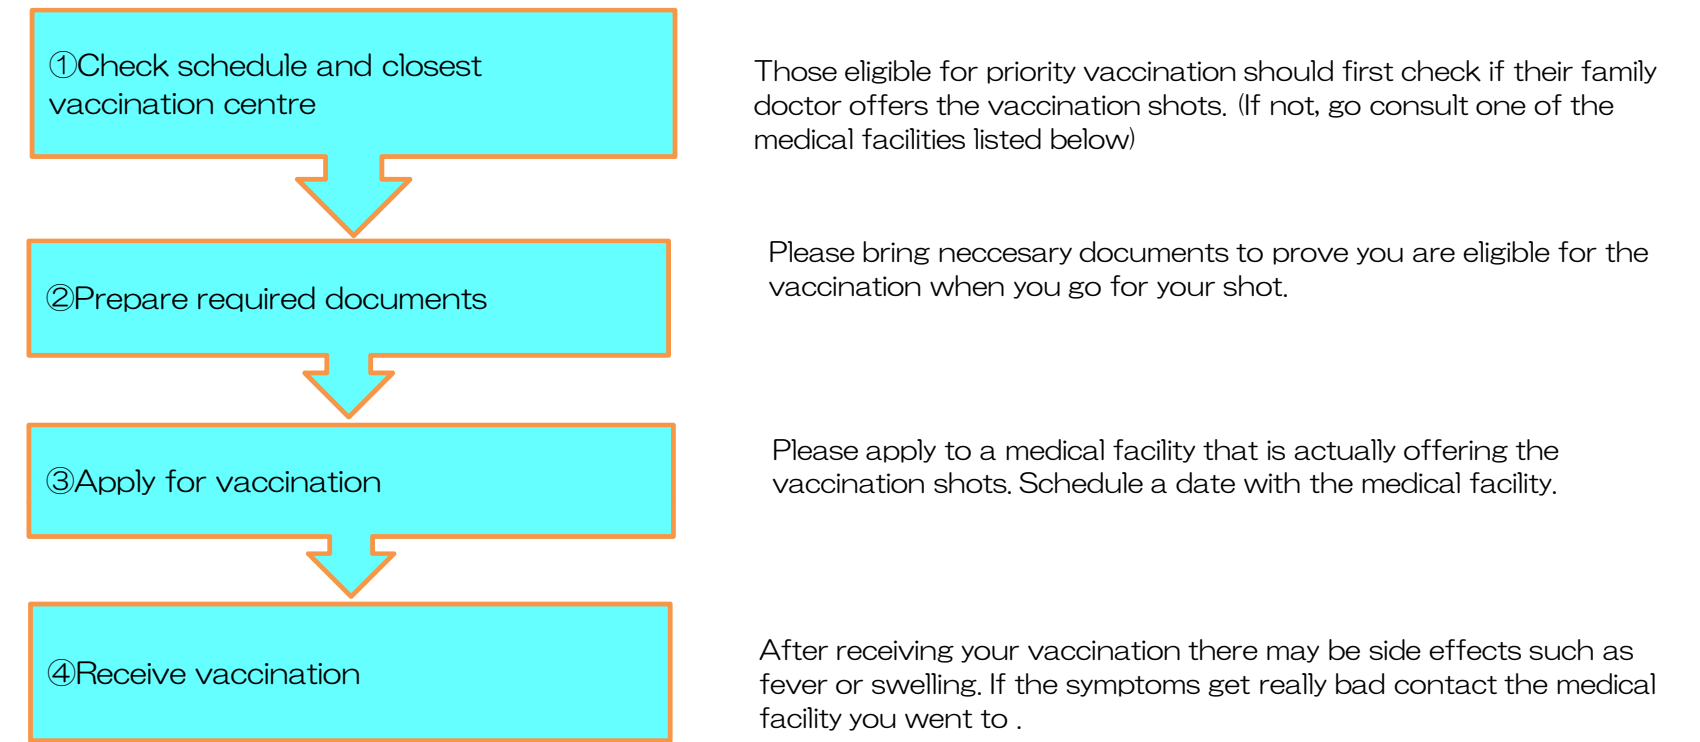 ①Check schedule and closest
vaccination centre
Those eligible for priority vaccination should first check if their family
doctor offers the vaccination shots. (If not, go consult one of the
medical facilities listed below)
②Prepare required documents
Please bring neccesary documents to prove you are eligible for the
vaccination when you go for your shot.
③Apply for vaccination
Please apply to a medical facility that is actually offering the
vaccination shots. Schedule a date with the medical facility.
④Receive vaccination
After receiving your vaccination there may be side effects such as
fever or swelling. If the symptoms get really bad contact the medical
facility you went to .